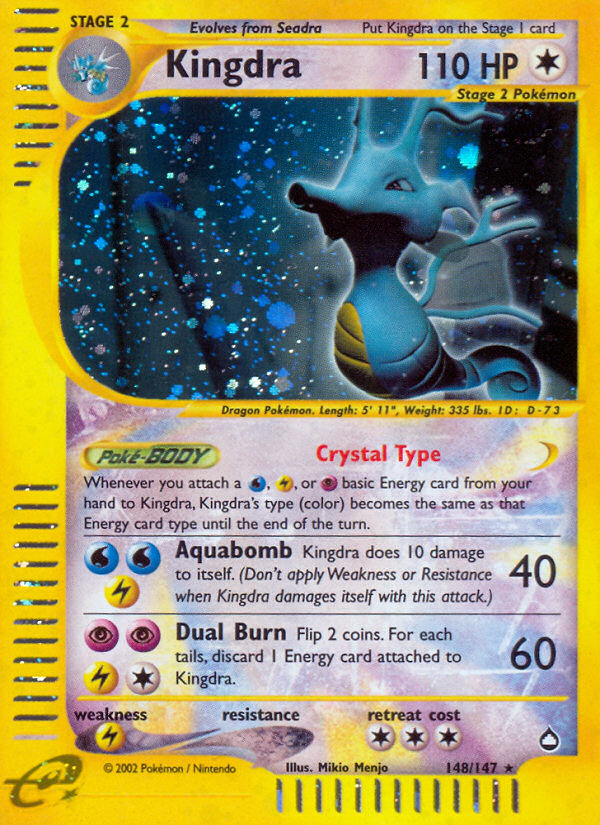 STAGE 2 Evolves from Seadra Put Kingdra on the Stage 1 card
Kingdra 110 HP
Stage 2 Pokémon
Dragon Pokémon. Length: 5' 11", Weight: 335 lbs. ID: D-73
Poké-BODY Crystal Type
Whenever you attach a , , or basic Energy card from your
hand to Kingdra, Kingdra's type (color) becomes the same as that
Energy card type until the end of the turn.
Aquabomb Kingdra does 10 damage
to itself. (Don't apply Weakness or Resistance
when Kingdra damages itself with this attack.)
40
Dual Burn Flip 2 coins. For each
tails, discard 1 Energy card attached to
Kingdra.
60
weakness resistance retreat cost
© 2002 Pokémon / Nintendo Illus. Mikio Menjo 148/147 ★